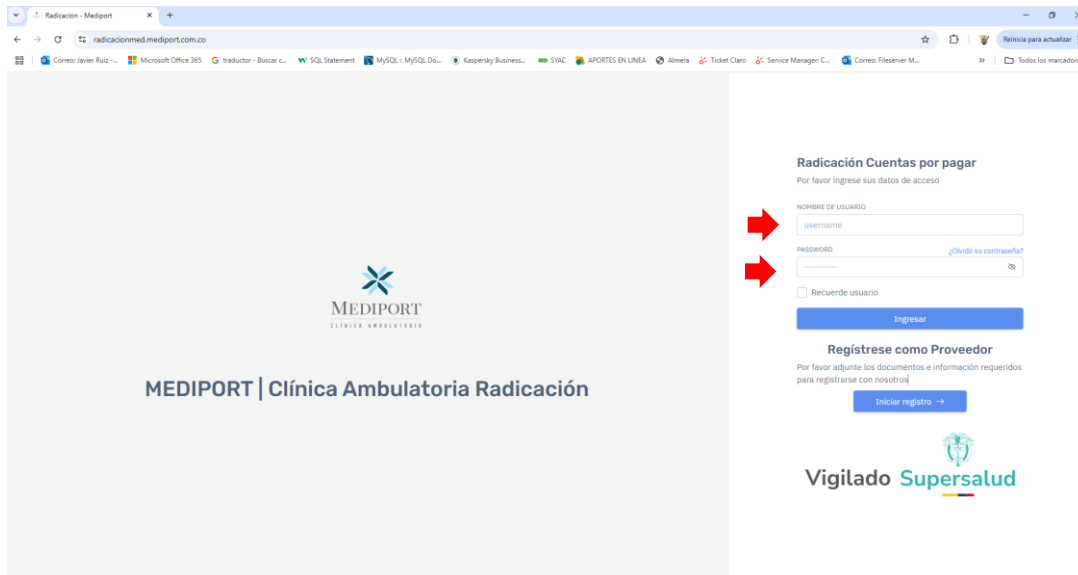 Radicacion - Mediport
radicacionmed.mediport.com.co
Reinicia para actualizar
Correo: Javier Ruiz -...
Microsoft Office 365
traductor - Buscar c...
SQL Statement
MySQL :: MySQL Do...
Kaspersky Business...
SYAC
APORTES EN LINEA
Almera
Ticket Claro
Service Manager: C...
Correo: Fileserver M...
Todos los marcadores
Radicación Cuentas por pagar
Por favor ingrese sus datos de acceso
NOMBRE DE USUARIO
username
PASSWORD
¿Olvidó su contraseña?
Recuerde usuario
Ingresar
Regístrese como Proveedor
Por favor adjunte los documentos e información requeridos
para registrarse con nosotros
Iniciar registro →
MEDIPORT
CLÍNICA AMBULATORIA
MEDIPORT | Clínica Ambulatoria Radicación
Vigilado Supersalud